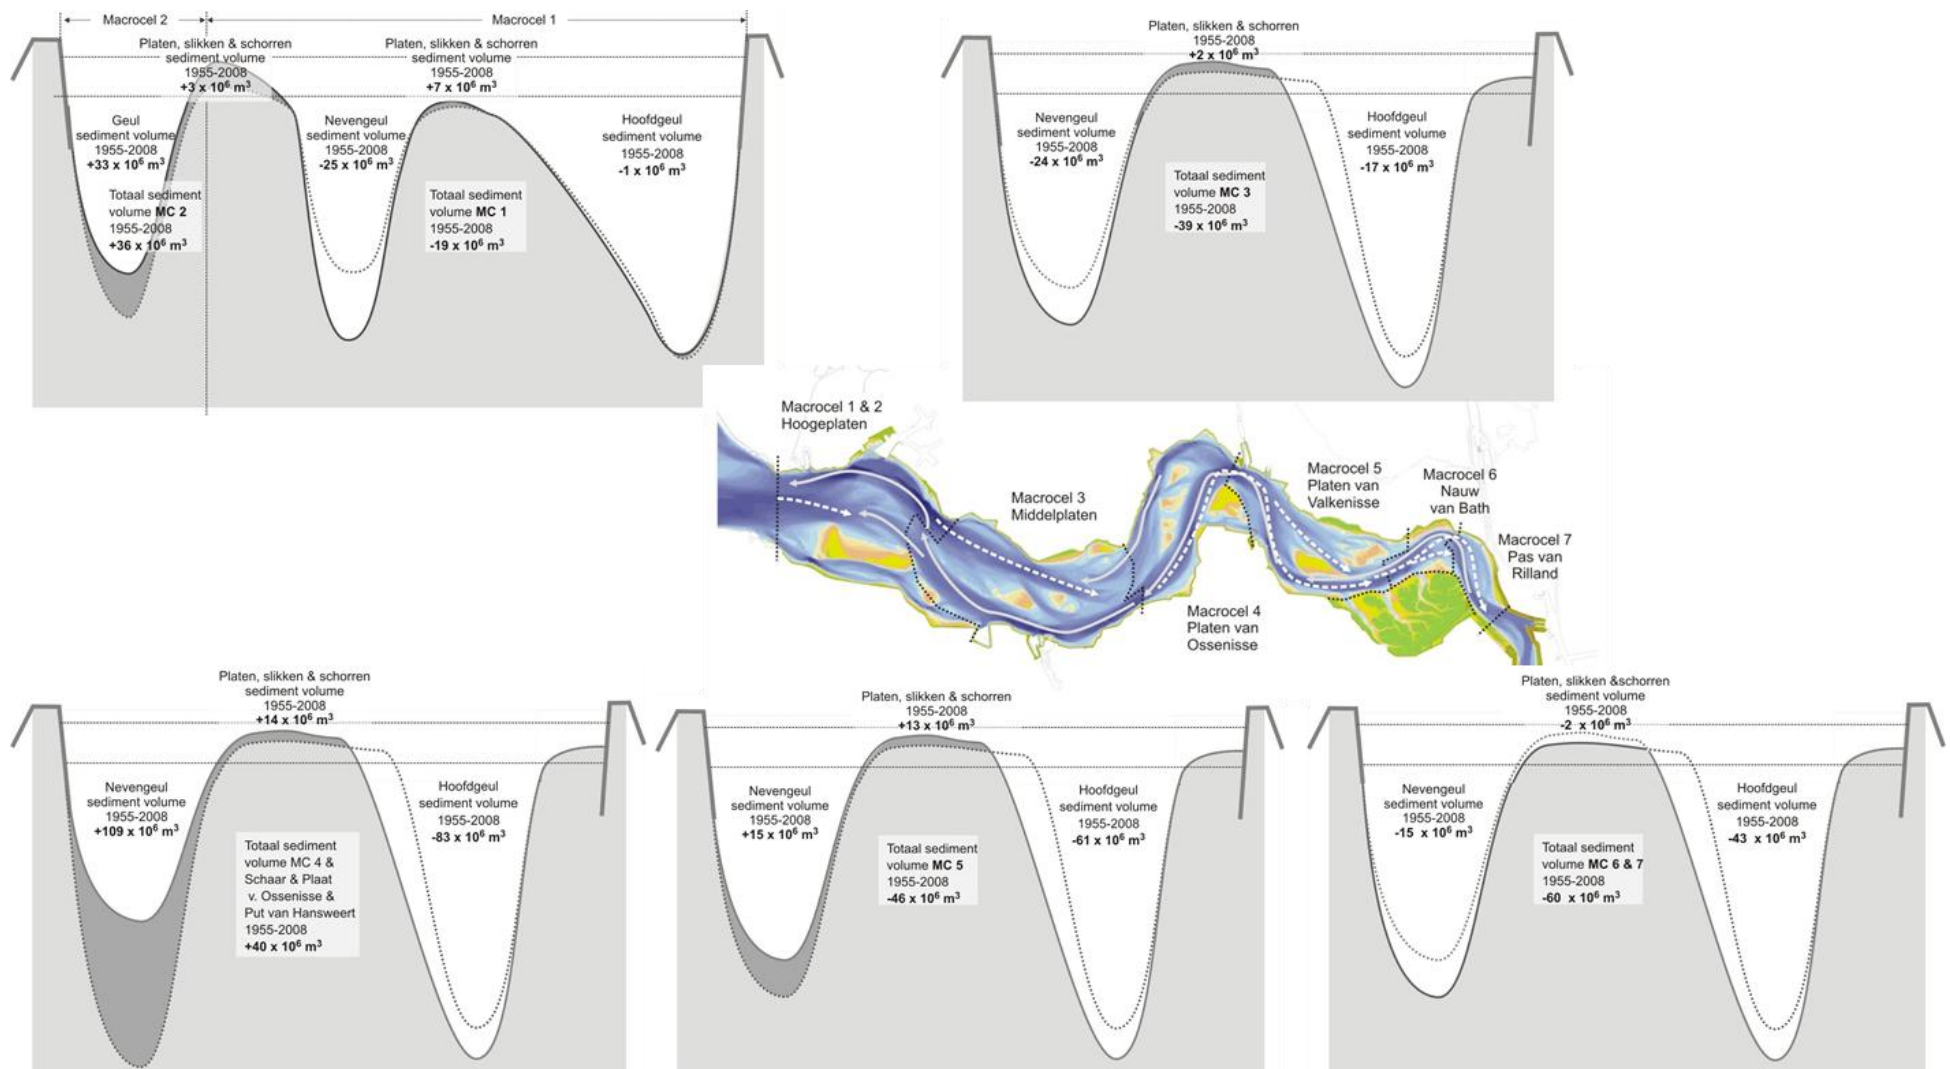 Macrocel 2
Macrocel 1
Platen, slikken & schorren
sediment volume
1955-2008
+3 x 10⁶ m³
Platen, slikken & schorren
sediment volume
1955-2008
+7 x 10⁶ m³
Geul
sediment volume
1955-2008
+33 x 10⁶ m³
Nevengeul
sediment volume
1955-2008
-25 x 10⁶ m³
Hoofdgeul
sediment volume
1955-2008
-1 x 10⁶ m³
Totaal sediment
volume MC 2
1955-2008
+36 x 10⁶ m³
Totaal sediment
volume MC 1
1955-2008
-19 x 10⁶ m³
Platen, slikken & schorren
1955-2008
+2 x 10⁶ m³
Nevengeul
sediment volume
1955-2008
-24 x 10⁶ m³
Hoofdgeul
sediment volume
1955-2008
-17 x 10⁶ m³
Totaal sediment
volume MC 3
1955-2008
-39 x 10⁶ m³
Macrocel 1 & 2
Hoogeplaten
Macrocel 3
Middelplaten
Macrocel 4
Platen van
Ossenisse
Macrocel 5
Platen van
Valkenisse
Macrocel 6
Nauw
van Bath
Macrocel 7
Pas van
Rilland
Platen, slikken & schorren
sediment volume
1955-2008
+14 x 10⁶ m³
Nevengeul
sediment volume
1955-2008
+109 x 10⁶ m³
Hoofdgeul
sediment volume
1955-2008
-83 x 10⁶ m³
Totaal sediment
volume MC 4 &
Schaar & Plaat
v. Ossenisse &
Put van Hansweert
1955-2008
+40 x 10⁶ m³
Platen, slikken & schorren
1955-2008
+13 x 10⁶ m³
Nevengeul
sediment volume
1955-2008
+15 x 10⁶ m³
Hoofdgeul
sediment volume
1955-2008
-61 x 10⁶ m³
Totaal sediment
volume MC 5
1955-2008
-46 x 10⁶ m³
Platen, slikken &schorren
sediment volume
1955-2008
-2 x 10⁶ m³
Nevengeul
sediment volume
1955-2008
-15 x 10⁶ m³
Hoofdgeul
sediment volume
1955-2008
-43 x 10⁶ m³
Totaal sediment
volume MC 6 & 7
1955-2008
-60 x 10⁶ m³